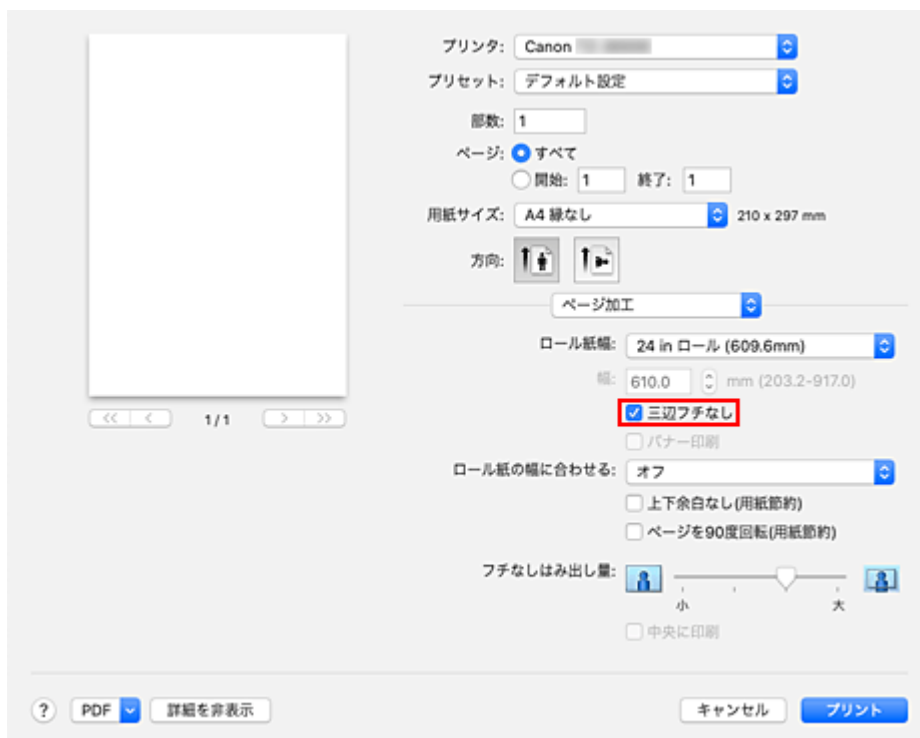 プリンタ: Canon
プリセット: デフォルト設定
部数: 1
ページ: すべて
開始: 1 終了: 1
用紙サイズ: A4 縁なし 210 x 297 mm
方向:
ページ加工
ロール紙幅: 24 in ロール (609.6mm)
幅: 610.0 mm (203.2-917.0)
三辺フチなし
バナー印刷
ロール紙の幅に合わせる: オフ
上下余白なし(用紙節約)
ページを90度回転(用紙節約)
フチなしはみ出し量:
小 大
中央に印刷
<< < 1/1 > >>
? PDF 詳細を非表示 キャンセル プリント